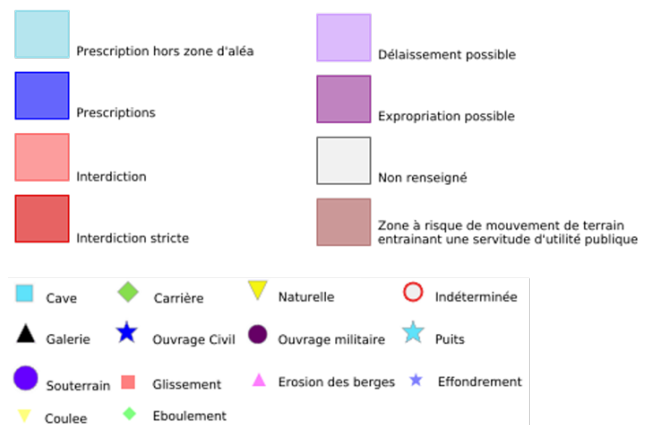 Prescription hors zone d'aléa
Délaissement possible
Prescriptions
Expropriation possible
Interdiction
Non renseigné
Interdiction stricte
Zone à risque de mouvement de terrain
entrainant une servitude d'utilité publique
Cave
Carrière
Naturelle
Indéterminée
Galerie
Ouvrage Civil
Ouvrage militaire
Puits
Souterrain
Glissement
Erosion des berges
Effondrement
Coulee
Eboulement